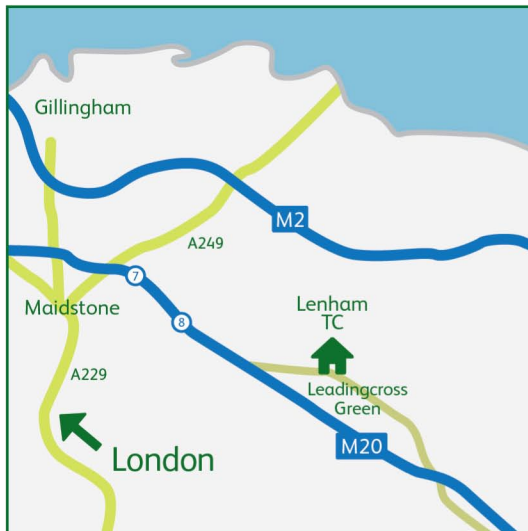 Gillingham
M2
A249
7
Maidstone
8
Lenham
TC
A229
Leadingcross
Green
M20
London